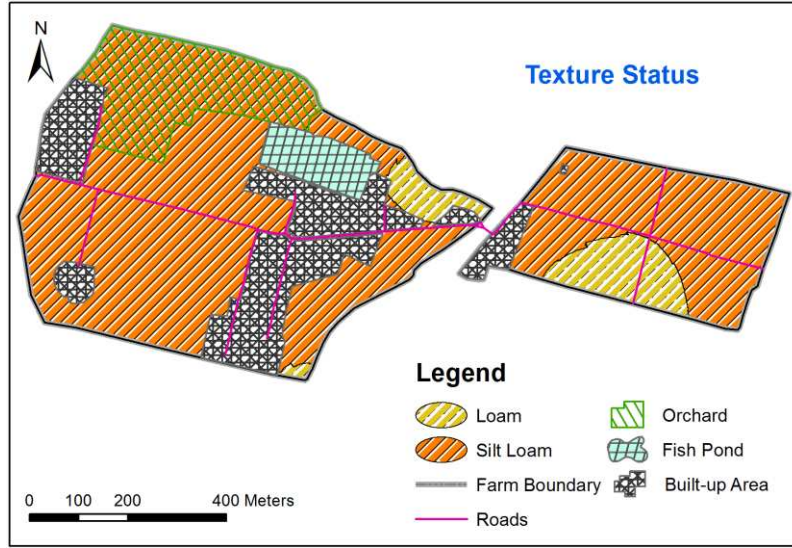 N
Texture Status
Legend
Loam
Orchard
Silt Loam
Fish Pond
Farm Boundary
Built-up Area
Roads
0 100 200 400 Meters